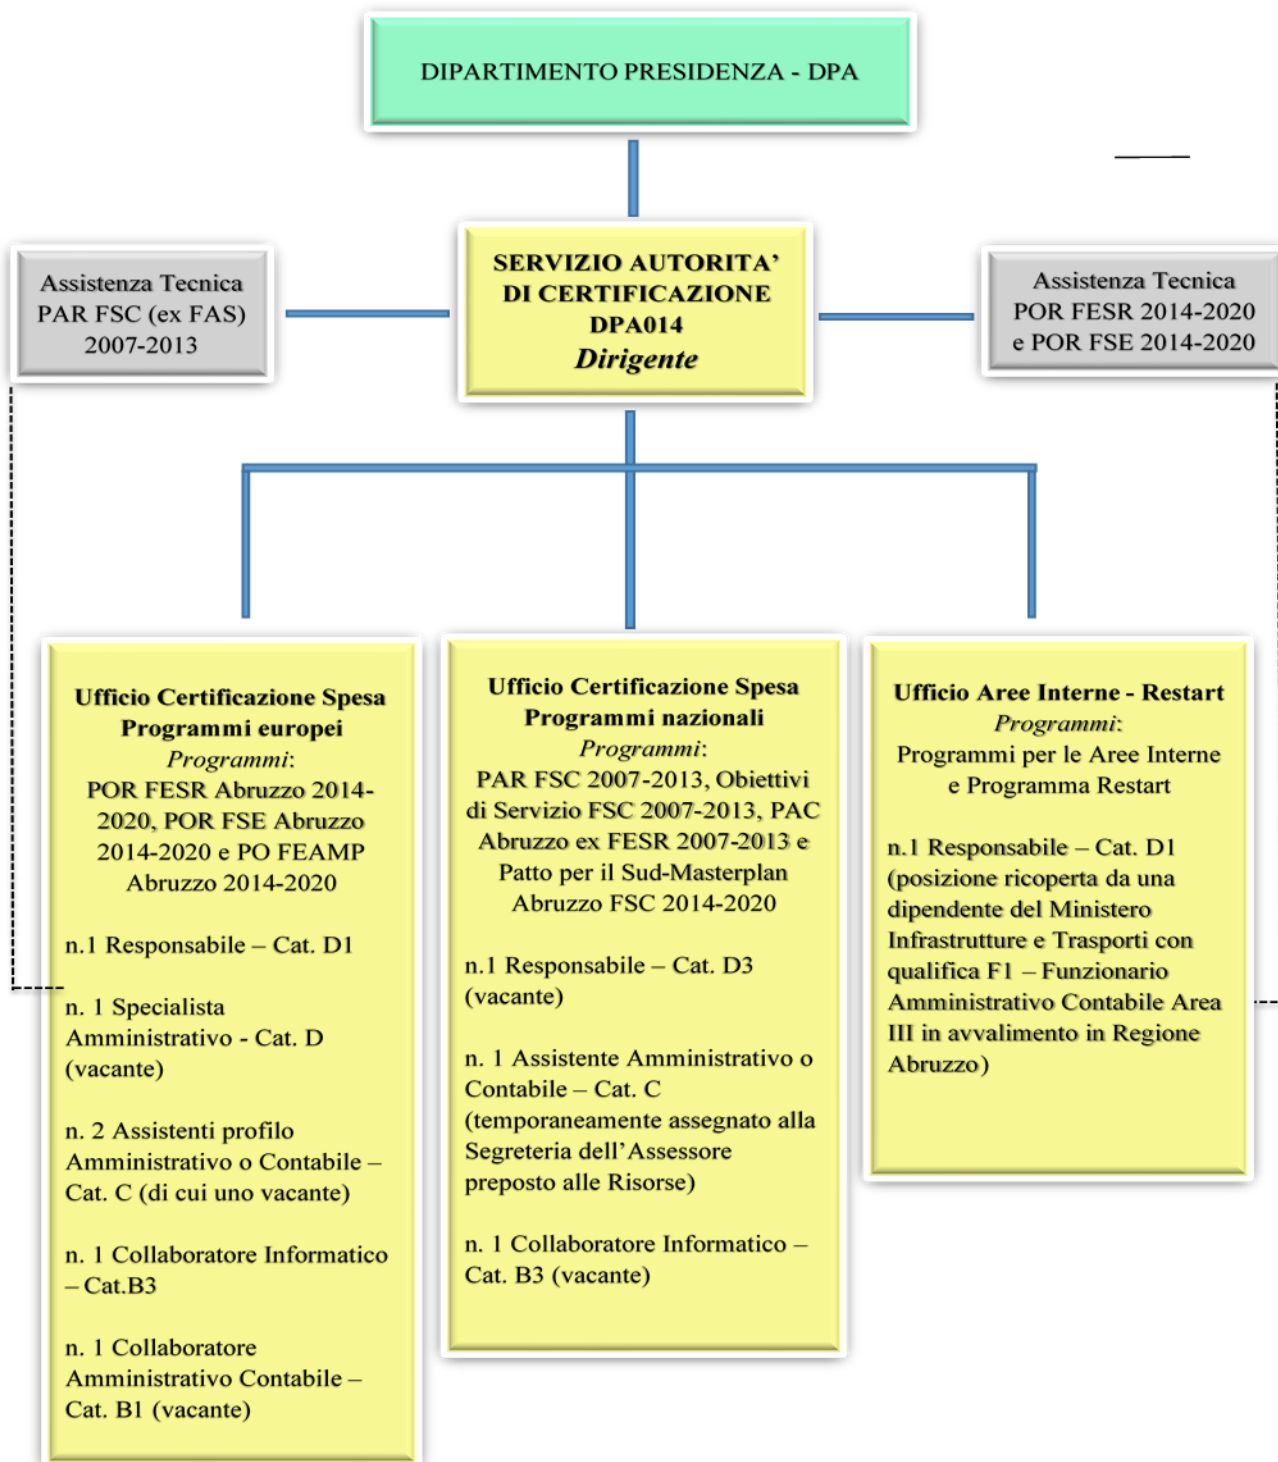 DIPARTIMENTO PRESIDENZA - DPA
Assistenza Tecnica
PAR FSC (ex FAS)
2007-2013
SERVIZIO AUTORITA’
DI CERTIFICAZIONE
DPA014
Dirigente
Assistenza Tecnica
POR FESR 2014-2020
e POR FSE 2014-2020
Ufficio Certificazione Spesa
Programmi europei
Programmi:
POR FESR Abruzzo 2014-
2020, POR FSE Abruzzo
2014-2020 e PO FEAMP
Abruzzo 2014-2020
n.1 Responsabile – Cat. D1
n. 1 Specialista
Amministrativo - Cat. D
(vacante)
n. 2 Assistenti profilo
Amministrativo o Contabile –
Cat. C (di cui uno vacante)
n. 1 Collaboratore Informatico
– Cat.B3
n. 1 Collaboratore
Amministrativo Contabile –
Cat. B1 (vacante)
Ufficio Certificazione Spesa
Programmi nazionali
Programmi:
PAR FSC 2007-2013, Obiettivi
di Servizio FSC 2007-2013, PAC
Abruzzo ex FESR 2007-2013 e
Patto per il Sud-Masterplan
Abruzzo FSC 2014-2020
n.1 Responsabile – Cat. D3
(vacante)
n. 1 Assistente Amministrativo o
Contabile – Cat. C
(temporaneamente assegnato alla
Segreteria dell’Assessore
preposto alle Risorse)
n. 1 Collaboratore Informatico –
Cat. B3 (vacante)
Ufficio Aree Interne - Restart
Programmi:
Programmi per le Aree Interne
e Programma Restart
n.1 Responsabile – Cat. D1
(posizione ricoperta da una
dipendente del Ministero
Infrastrutture e Trasporti con
qualifica F1 – Funzionario
Amministrativo Contabile Area
III in avvalimento in Regione
Abruzzo)